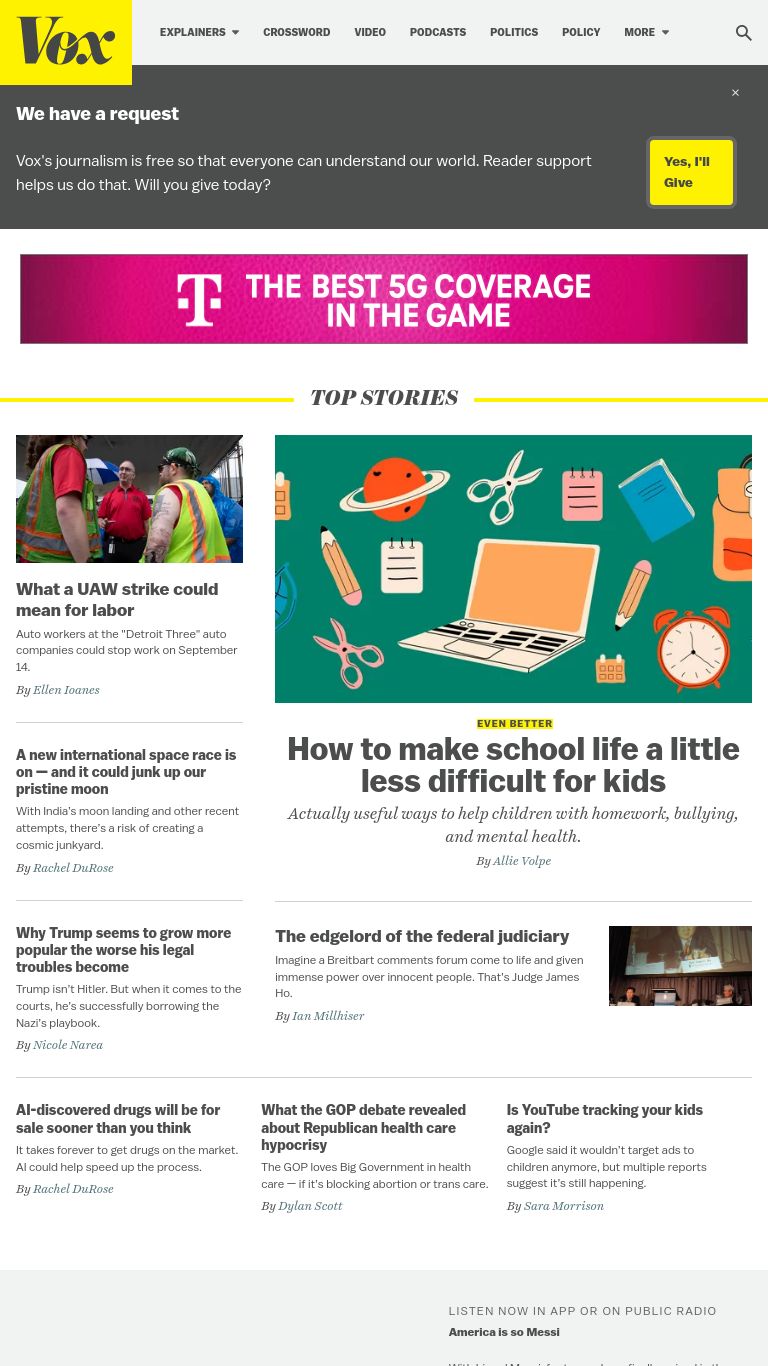 Vox
EXPLAINERS
CROSSWORD
VIDEO
PODCASTS
POLITICS
POLICY
MORE
We have a request
×
Vox's journalism is free so that everyone can understand our world. Reader support
helps us do that. Will you give today?
Yes, I'll
Give
T THE BEST 5G COVERAGE
IN THE GAME
TOP STORIES
What a UAW strike could
mean for labor
Auto workers at the "Detroit Three" auto
companies could stop work on September
14.
By Ellen Ioanes
A new international space race is
on — and it could junk up our
pristine moon
With India's moon landing and other recent
attempts, there's a risk of creating a
cosmic junkyard.
By Rachel DuRose
Why Trump seems to grow more
popular the worse his legal
troubles become
Trump isn't Hitler. But when it comes to the
courts, he's successfully borrowing the
Nazi's playbook.
By Nicole Narea
EVEN BETTER
How to make school life a little
less difficult for kids
Actually useful ways to help children with homework, bullying,
and mental health.
By Allie Volpe
The edgelord of the federal judiciary
Imagine a Breitbart comments forum come to life and given
immense power over innocent people. That's Judge James
Ho.
By Ian Millhiser
AI-discovered drugs will be for
sale sooner than you think
It takes forever to get drugs on the market.
AI could help speed up the process.
By Rachel DuRose
What the GOP debate revealed
about Republican health care
hypocrisy
The GOP loves Big Government in health
care — if it's blocking abortion or trans care.
By Dylan Scott
Is YouTube tracking your kids
again?
Google said it wouldn't target ads to
children anymore, but multiple reports
suggest it's still happening.
By Sara Morrison
LISTEN NOW IN APP OR ON PUBLIC RADIO
America is so Messi